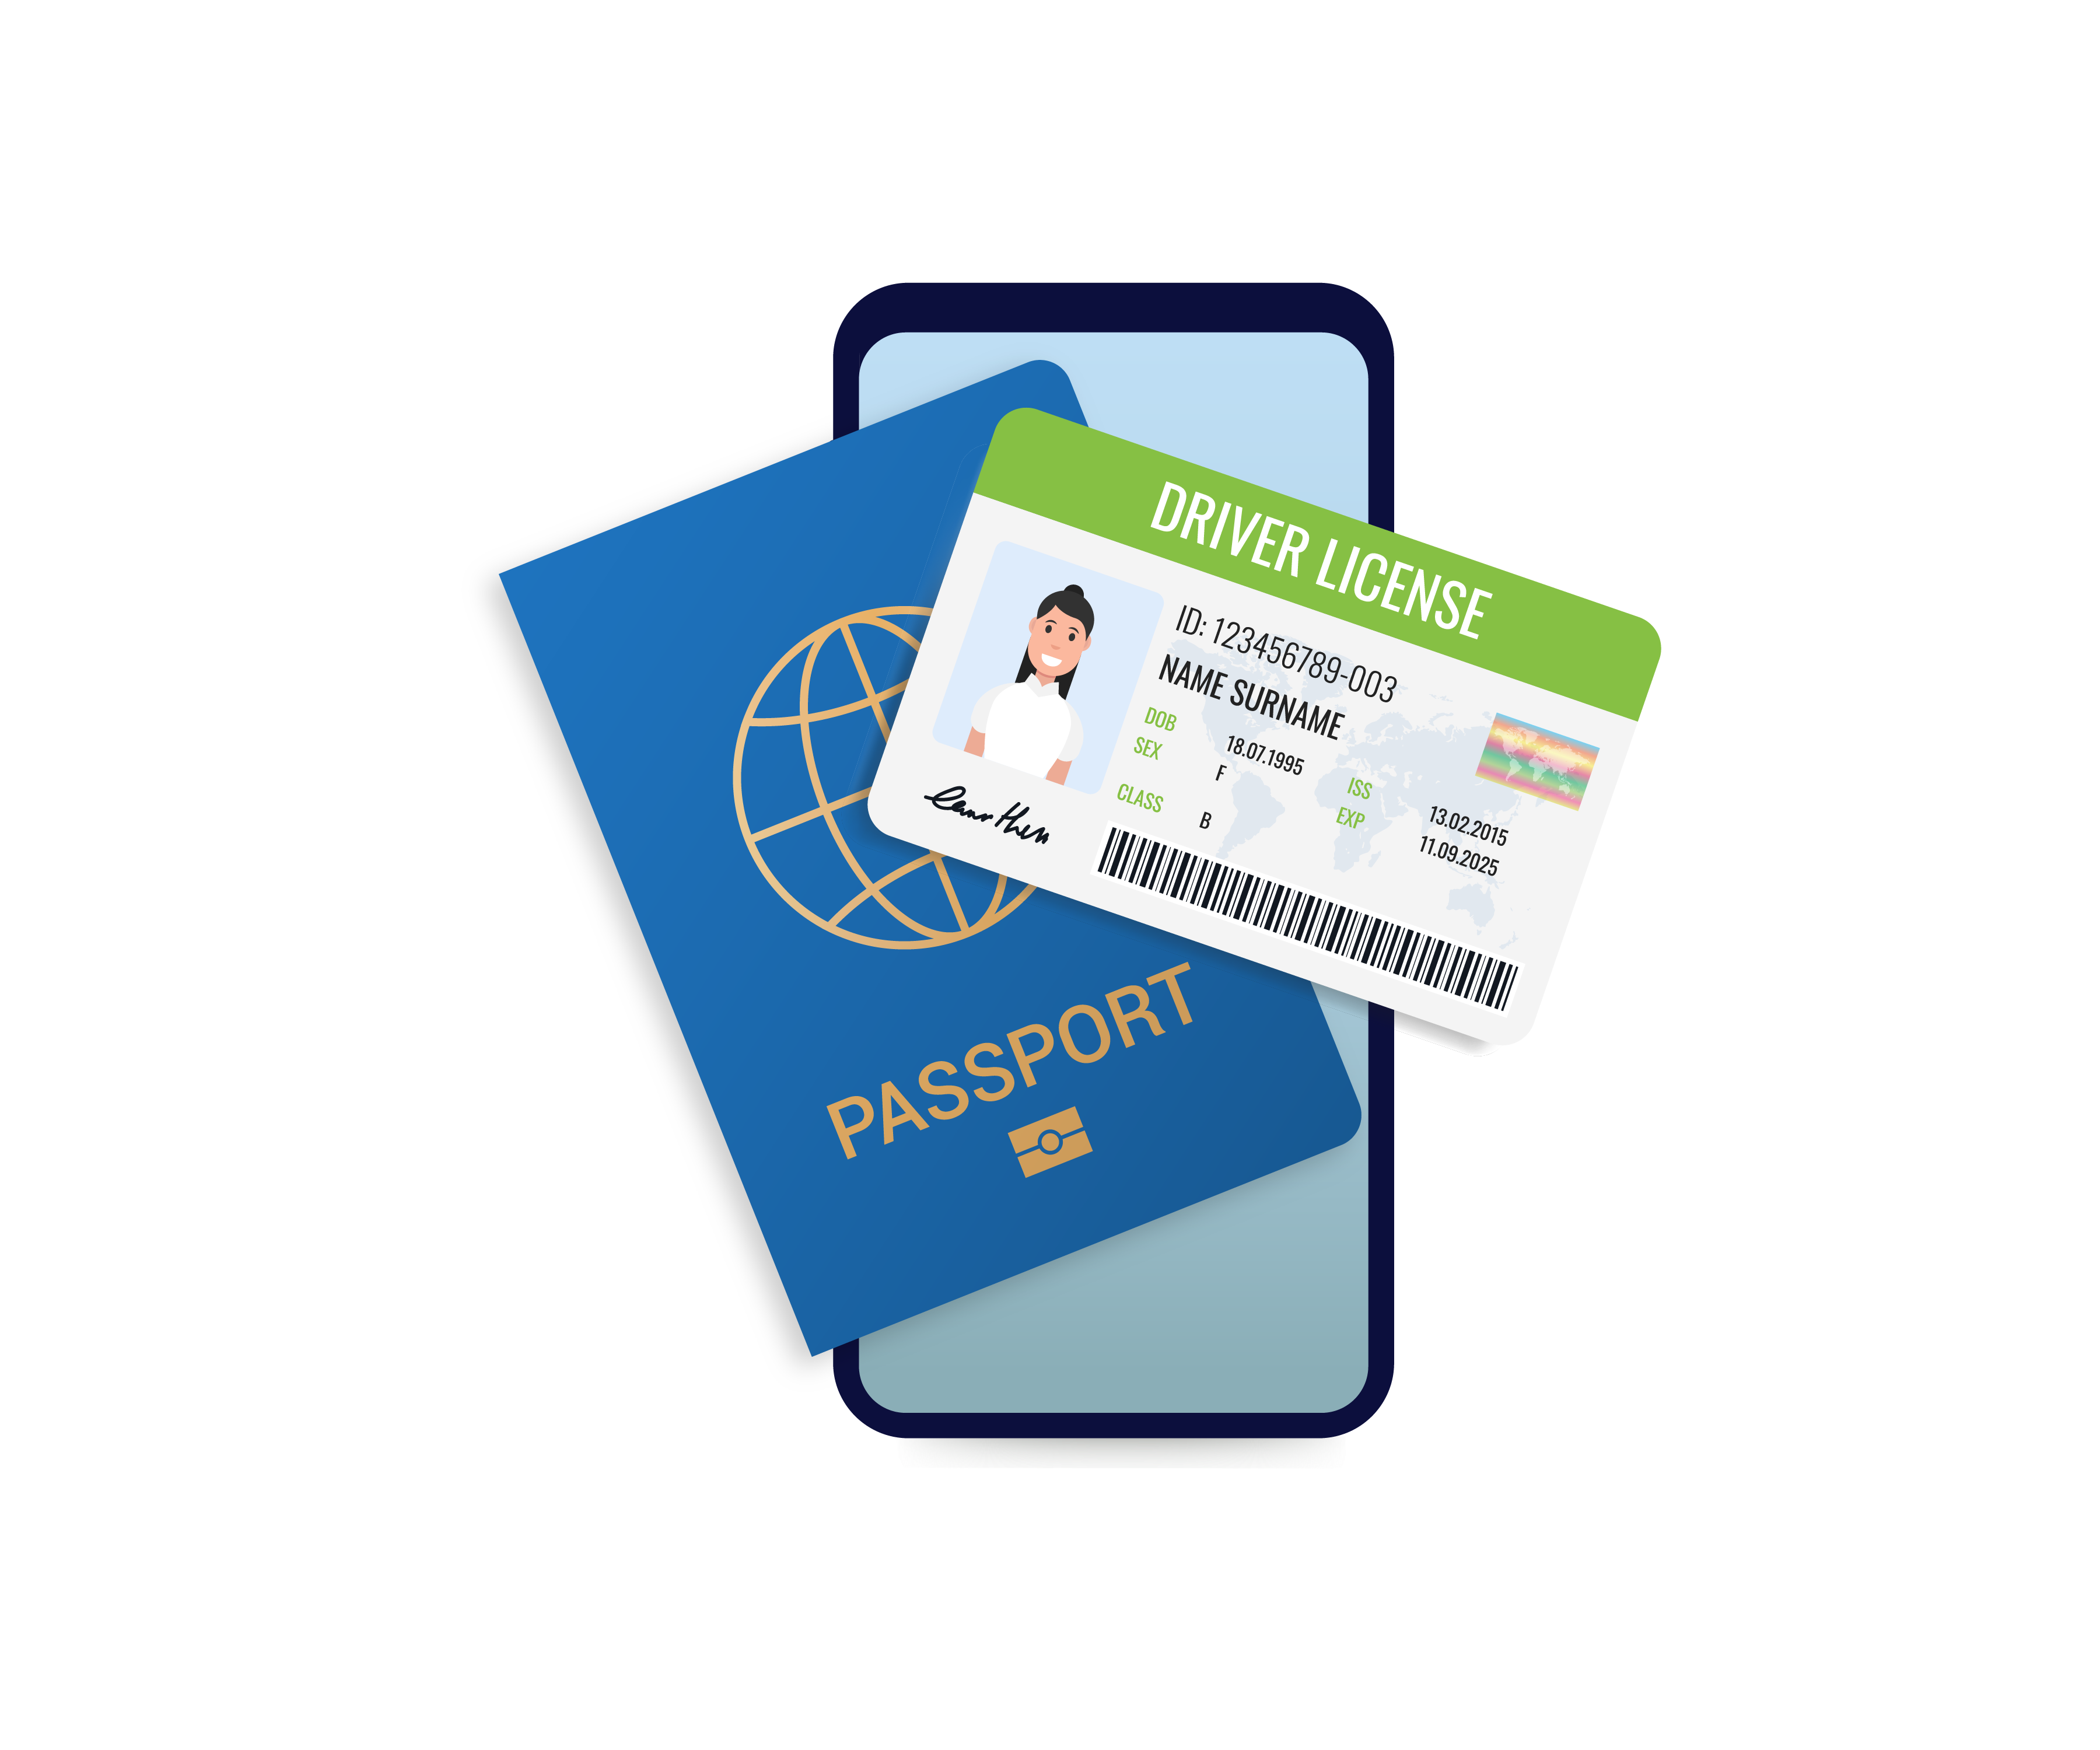 DRIVER LICENSE
ID: 123456789-003
NAME SURNAME
DOB 18.07.1995
SEX F
CLASS B
ISS 13.02.2015
EXP 11.09.2025
PASSPORT